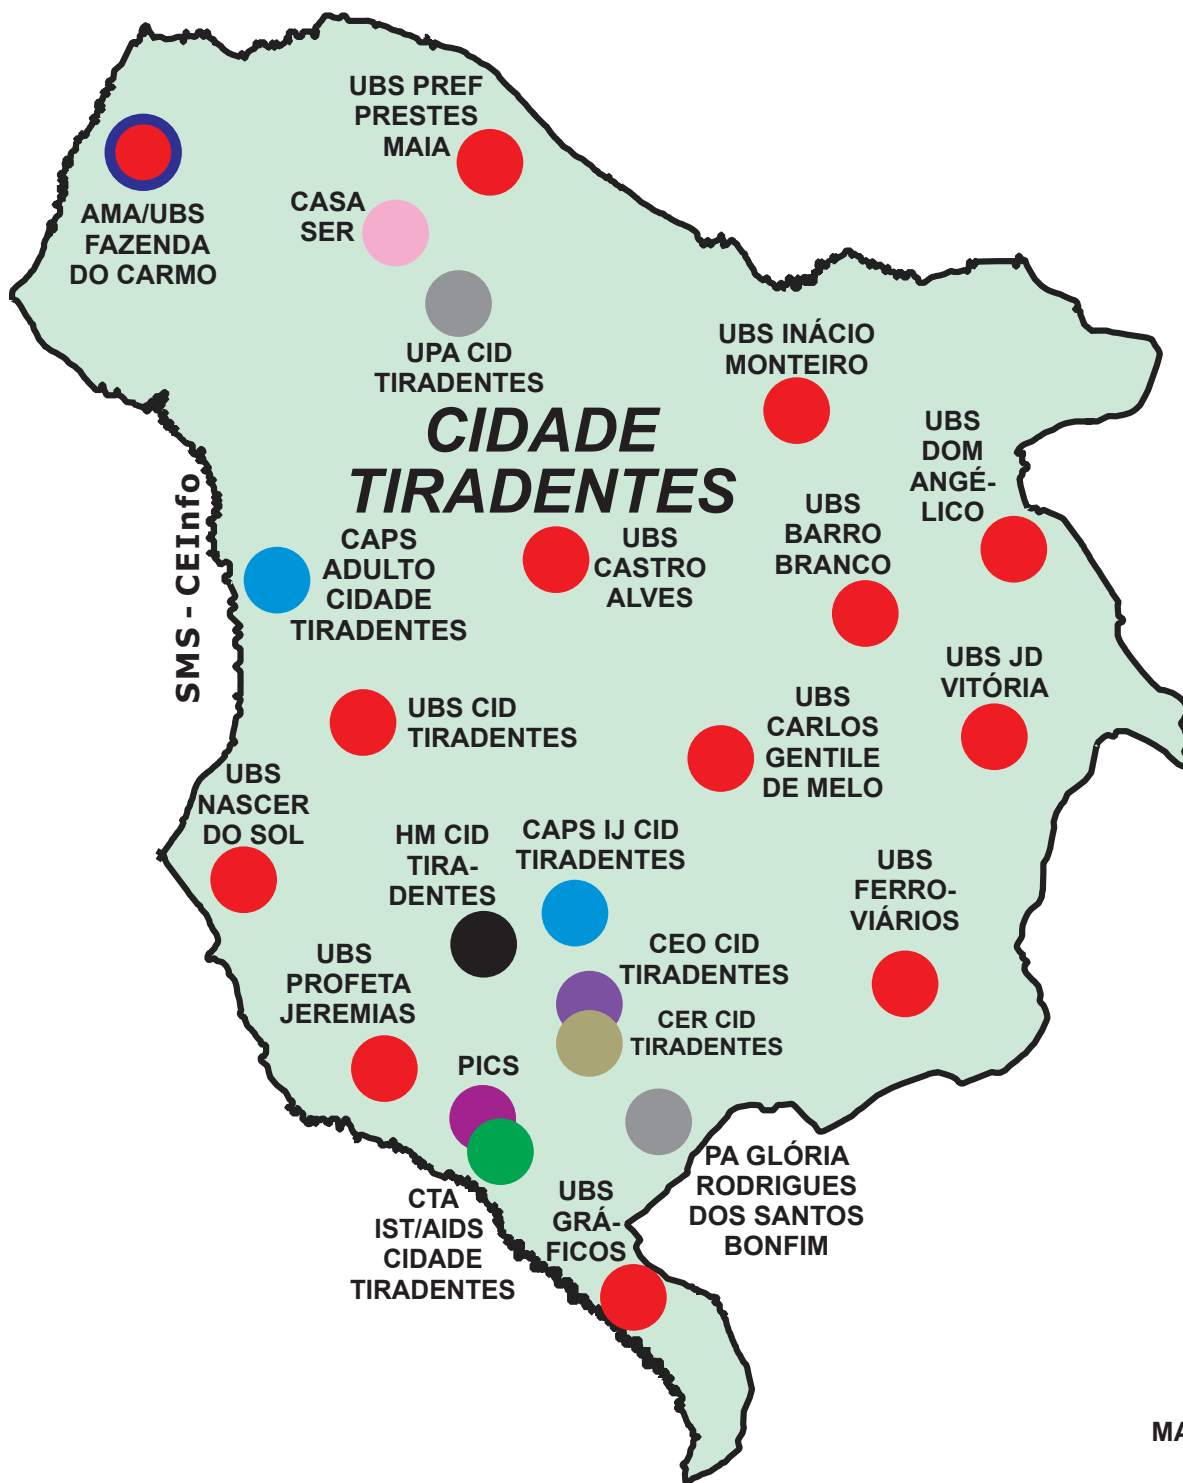 UBS PREF
PRESTES
MAIA
CASA
SER
AMA/UBS
FAZENDA
DO CARMO
UPA CID
TIRADENTES
UBS INÁCIO
MONTEIRO
CIDADE
TIRADENTES
UBS
DOM
ANGÉ-
LICO
SMS - CEInfo
CAPS
ADULTO
CIDADE
TIRADENTES
UBS
CASTRO
ALVES
UBS
BARRO
BRANCO
UBS JD
VITÓRIA
UBS CID
TIRADENTES
UBS
CARLOS
GENTILE
DE MELO
UBS
NASCER
DO SOL
HM CID
TIRA-
DENTES
CAPS IJ CID
TIRADENTES
UBS
FERRO-
VIÁRIOS
UBS
PROFETA
JEREMIAS
CEO CID
TIRADENTES
CER CID
TIRADENTES
PICS
CTA
IST/AIDS
CIDADE
TIRADENTES
UBS
GRÁ-
FICOS
PA GLÓRIA
RODRIGUES
DOS SANTOS
BONFIM